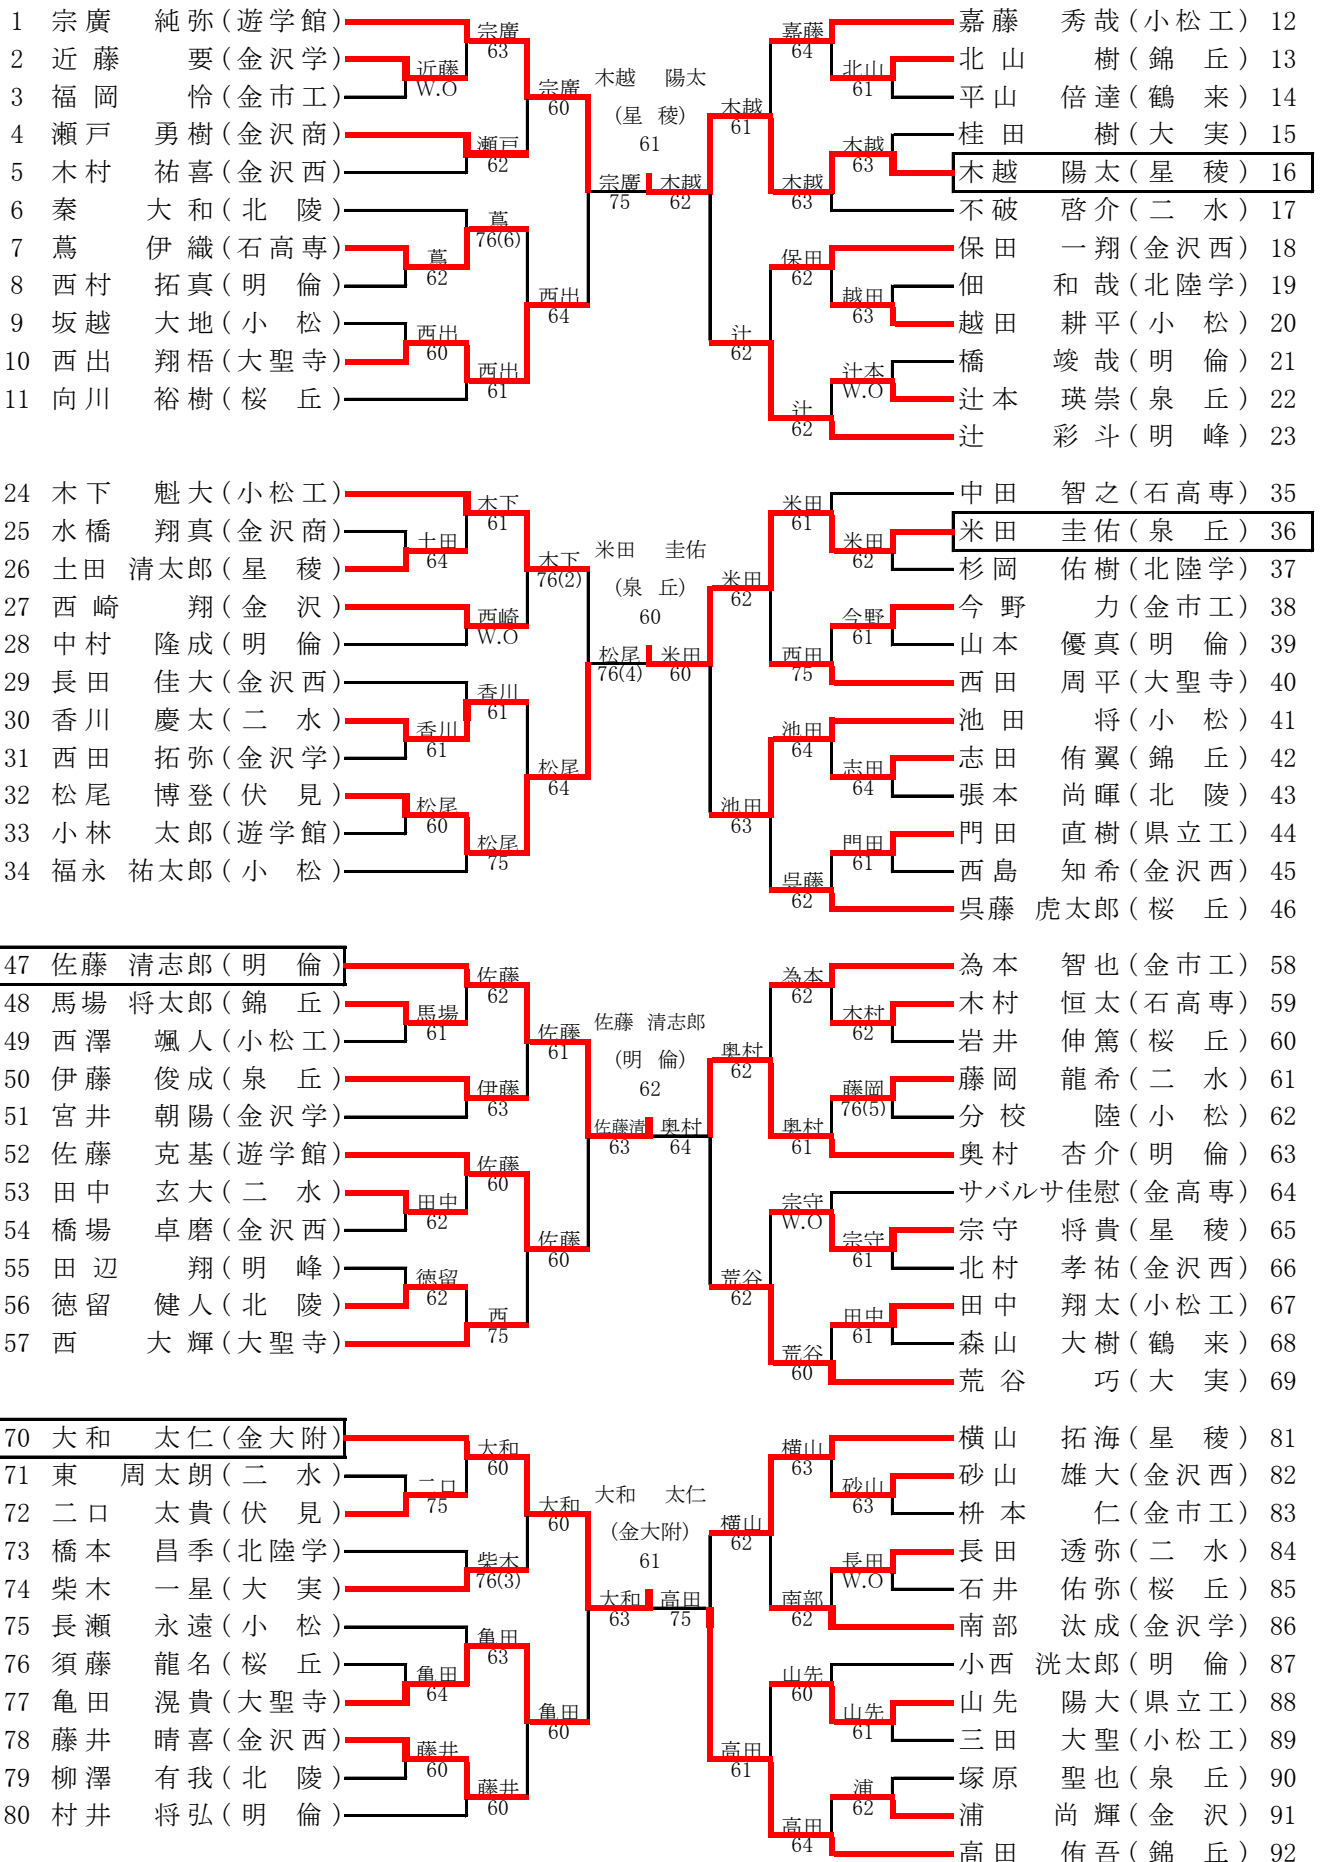 1 宗廣 純弥(遊学館)
2 近藤 要(金沢学)
3 福岡 怜(金市工)
4 瀬戸 勇樹(金沢商)
5 木村 祐喜(金沢西)
6 秦 大和(北 陵)
7 蔦 伊織(石高専)
8 西村 拓真(明 倫)
9 坂越 大地(小 松)
10 西出 翔梧(大聖寺)
11 向川 裕樹(桜 丘)
近藤
W.O
蔦
62
西出
60
宗廣
63
瀬戸
62
蔦
76(6)
西出
61
宗廣
60
西出
64
宗廣
75
木越 陽太
(星 稜)
61
木越
62
木越
61
辻
62
嘉藤
64
木越
63
保田
62
辻
62
北山
61
木越
63
越田
63
辻本
W.O
嘉藤 秀哉(小松工) 12
北山 樹(錦 丘) 13
平山 倍達(鶴 来) 14
桂田 樹(大 実) 15
木越 陽太(星 稜) 16
不破 啓介(二 水) 17
保田 一翔(金沢西) 18
佃 和哉(北陸学) 19
越田 耕平(小 松) 20
橋 竣哉(明 倫) 21
辻本 瑛崇(泉 丘) 22
辻 彩斗(明 峰) 23
24 木下 魁大(小松工)
25 水橋 翔真(金沢商)
26 土田 清太郎(星 稜)
27 西崎 翔(金 沢)
28 中村 隆成(明 倫)
29 長田 佳大(金沢西)
30 香川 慶太(二 水)
31 西田 拓弥(金沢学)
32 松尾 博登(伏 見)
33 小林 太郎(遊学館)
34 福永 祐太郎(小 松)
土田
64
香川
61
松尾
60
木下
61
西崎
W.O
香川
61
松尾
75
木下
76(2)
松尾
64
松尾
76(4)
米田 圭佑
(泉 丘)
60
米田
60
米田
62
池田
63
米田
61
西田
75
池田
64
呉藤
62
米田
62
今野
61
志田
64
門田
61
中田 智之(石高専) 35
米田 圭佑(泉 丘) 36
杉岡 佑樹(北陸学) 37
今野 力(金市工) 38
山本 優真(明 倫) 39
西田 周平(大聖寺) 40
池田 将(小 松) 41
志田 侑翼(錦 丘) 42
張本 尚暉(北 陵) 43
門田 直樹(県立工) 44
西島 知希(金沢西) 45
呉藤 虎太郎(桜 丘) 46
47 佐藤 清志郎(明 倫)
48 馬場 将太郎(錦 丘)
49 西澤 颯人(小松工)
50 伊藤 俊成(泉 丘)
51 宮井 朝陽(金沢学)
52 佐藤 克基(遊学館)
53 田中 玄大(二 水)
54 橋場 卓磨(金沢西)
55 田辺 翔(明 峰)
56 徳留 健人(北 陵)
57 西 大輝(大聖寺)
馬場
61
田中
62
徳留
62
佐藤
62
伊藤
63
佐藤
60
西
75
佐藤
61
佐藤
60
佐藤清
63
佐藤 清志郎
(明 倫)
62
奥村
64
奥村
62
荒谷
62
為本
62
奥村
61
宗守
W.O
荒谷
60
木村
62
藤岡
76(5)
宗守
61
田中
61
為本 智也(金市工) 58
木村 恒太(石高専) 59
岩井 伸篤(桜 丘) 60
藤岡 龍希(二 水) 61
分校 陸(小 松) 62
奥村 杏介(明 倫) 63
サバルサ佳慰(金高専) 64
宗守 将貴(星 稜) 65
北村 孝祐(金沢西) 66
田中 翔太(小松工) 67
森山 大樹(鶴 来) 68
荒谷 巧(大 実) 69
70 大和 太仁(金大附)
71 東 周太朗(二 水)
72 二口 太貴(伏 見)
73 橋本 昌季(北陸学)
74 柴木 一星(大 実)
75 長瀬 永遠(小 松)
76 須藤 龍名(桜 丘)
77 亀田 滉貴(大聖寺)
78 藤井 晴喜(金沢西)
79 柳澤 有我(北 陵)
80 村井 将弘(明 倫)
二口
75
亀田
64
藤井
60
大和
60
柴木
76(3)
亀田
63
藤井
60
大和
60
亀田
60
大和
63
大和 太仁
(金大附)
61
高田
75
横山
62
高田
61
横山
63
南部
62
山先
60
高田
64
砂山
63
長田
W.O
山先
61
浦
62
横山 拓海(星 稜) 81
砂山 雄大(金沢西) 82
枡本 仁(金市工) 83
長田 透弥(二 水) 84
石井 佑弥(桜 丘) 85
南部 汰成(金沢学) 86
小西 洸太郎(明 倫) 87
山先 陽大(県立工) 88
三田 大聖(小松工) 89
塚原 聖也(泉 丘) 90
浦 尚輝(金 沢) 91
高田 侑吾(錦 丘) 92